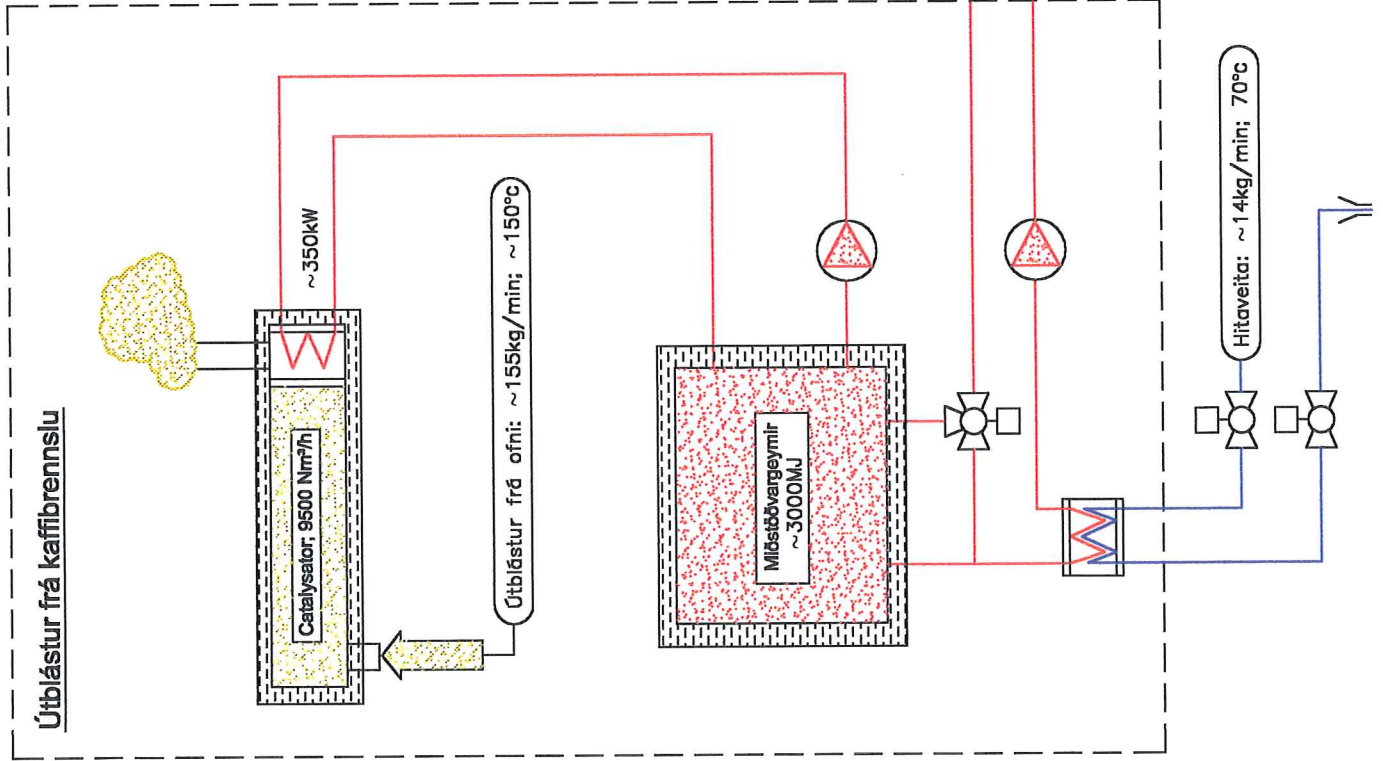 Útblástur frá kaffibrennslu
Catalysator; 9500 Nm³/h
~350kW
Útblástur frá ofni: ~155kg/min; ~150°c
Miðstöðvargeymir
~3000MJ
Hitaveita: ~14kg/min; 70°c